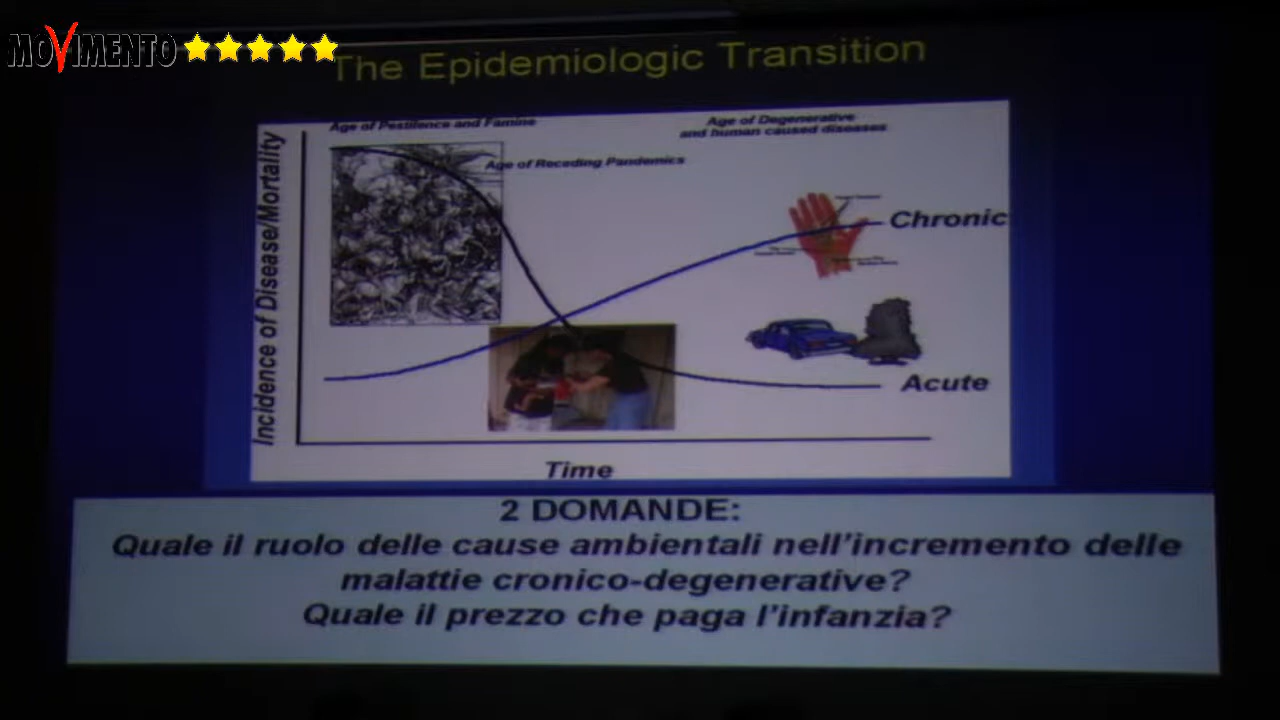 MOVIMENTO
The Epidemiologic Transition
Age of Pestilence and Famine
Age of Degenerative
and human caused diseases
Age of Receding Pandemics
Incidence of Disease/Mortality
Chronic
Acute
Time
2 DOMANDE:
Quale il ruolo delle cause ambientali nell'incremento delle
malattie cronico-degenerative?
Quale il prezzo che paga l'infanzia?